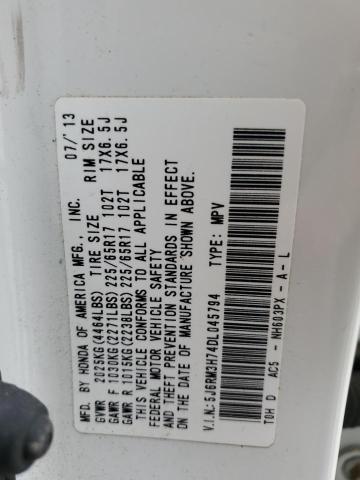 MFD. BY HONDA OF AMERICA MFG., INC. 07/'13
TIRE SIZE RIM SIZE
GVWR 2025KG(4464LBS)
GAWR F 1030KG(2271LBS) 225/65R17 102T 17X6.5J
GAWR R 1015KG(2238LBS) 225/65R17 102T 17X6.5J
THIS VEHICLE CONFORMS TO ALL APPLICABLE
FEDERAL MOTOR VEHICLE SAFETY
AND THEFT PREVENTION STANDARDS IN EFFECT
ON THE DATE OF MANUFACTURE SHOWN ABOVE.
V.I.N:5J6RM3H74DL045794 TYPE: MPV
T0H D AC5 - NH603PX - A - L